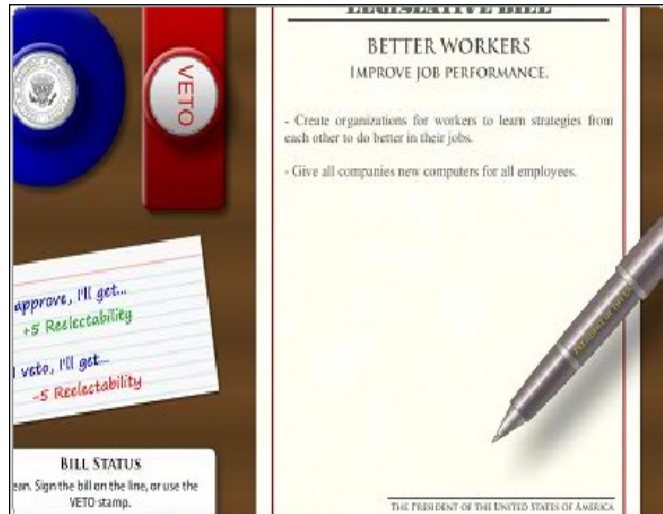 LEGISLATIVE BILL
BETTER WORKERS
IMPROVE JOB PERFORMANCE.
- Create organizations for workers to learn strategies from
each other to do better in their jobs.
- Give all companies new computers for all employees.
VETO
approve, I'll get...
+5 Reelectability
veto, I'll get...
-5 Reelectability
BILL STATUS
ean. Sign the bill on the line, or use the
VETO stamp.
THE PRESIDENT OF THE UNITED STATES OF AMERICA